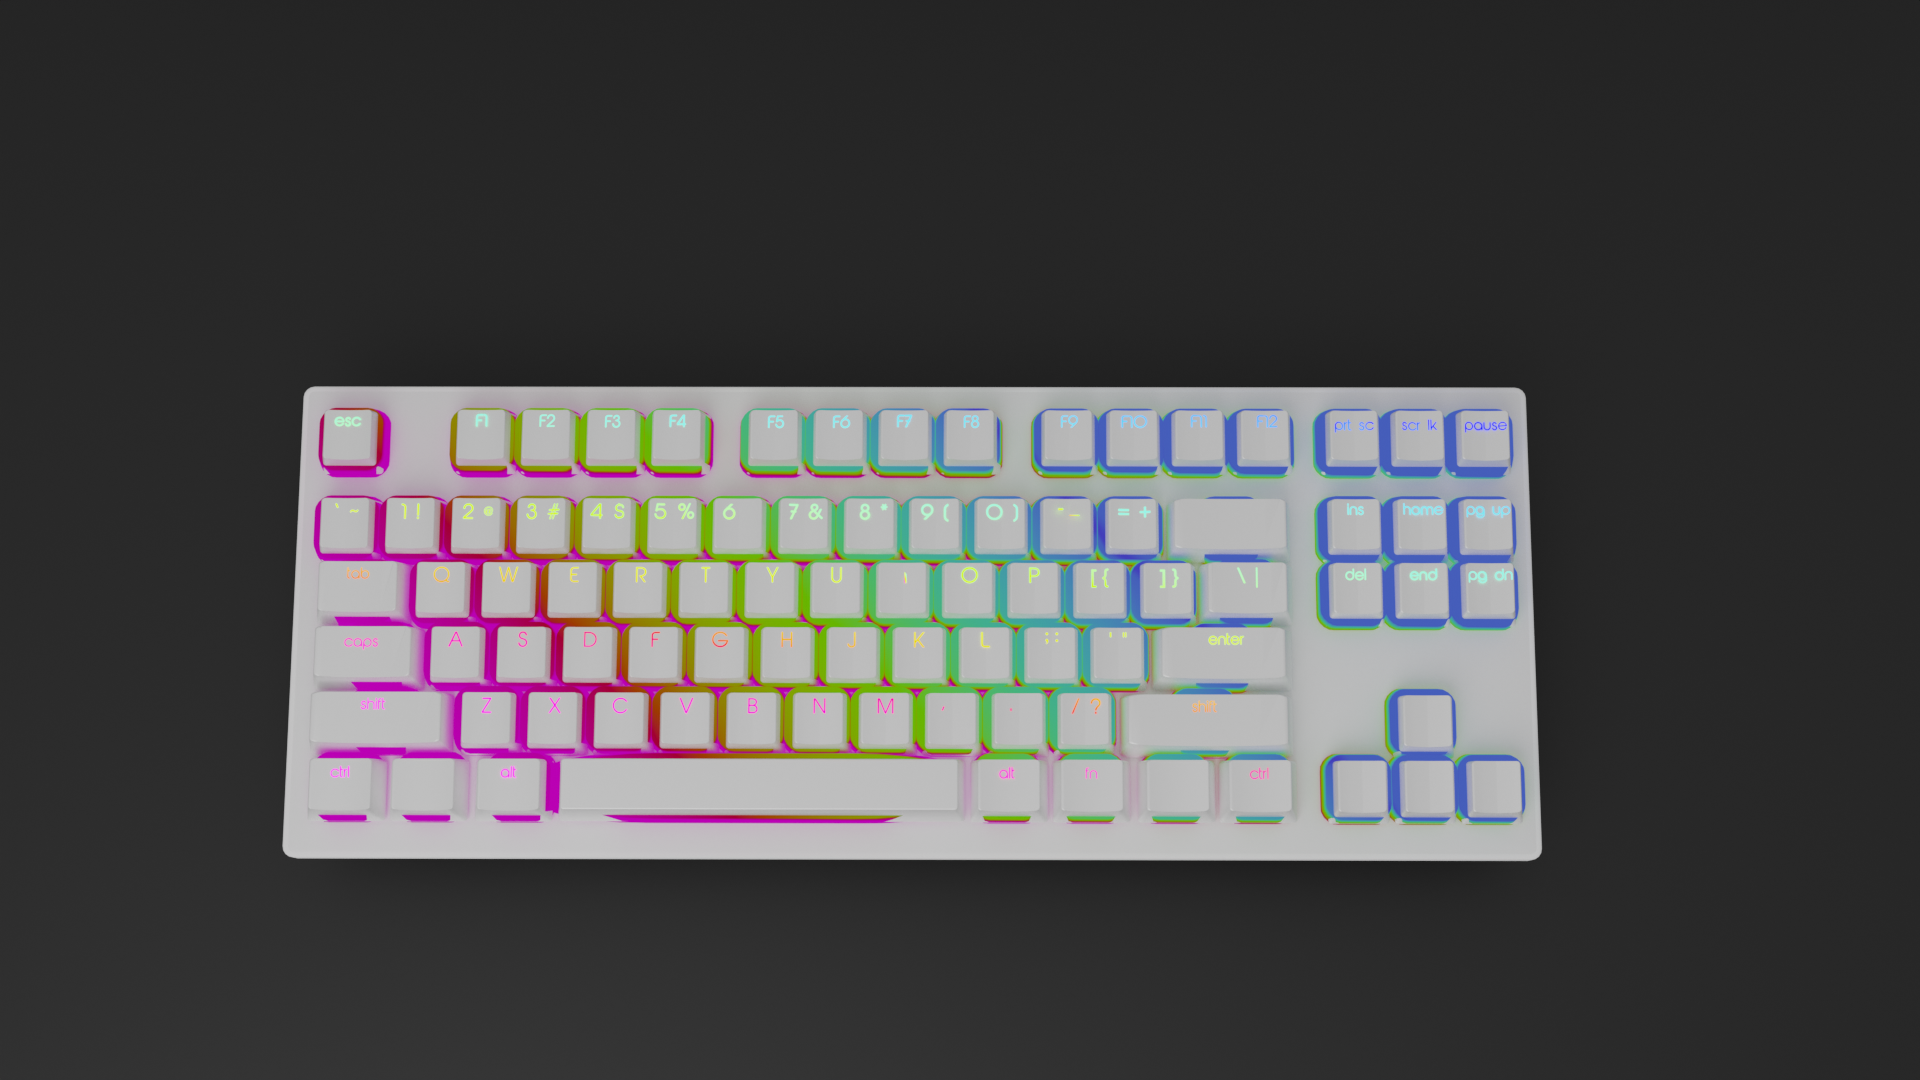 esc F1 F2 F3 F4 F5 F6 F7 F8 F9 F10 F11 F12 prt sc scr lk pause
` ~ 1 ! 2 @ 3 # 4 S 5 % 6 7 & 8 * 9 ( O ) - _ = + ins home pg up
tab Q W E R T Y U ı O P [ { ] } \ | del end pg dn
caps A S D F G H J K L ; : ' " enter
shift Z X C V B N M , . / ? shift
ctrl alt alt fn ctrl